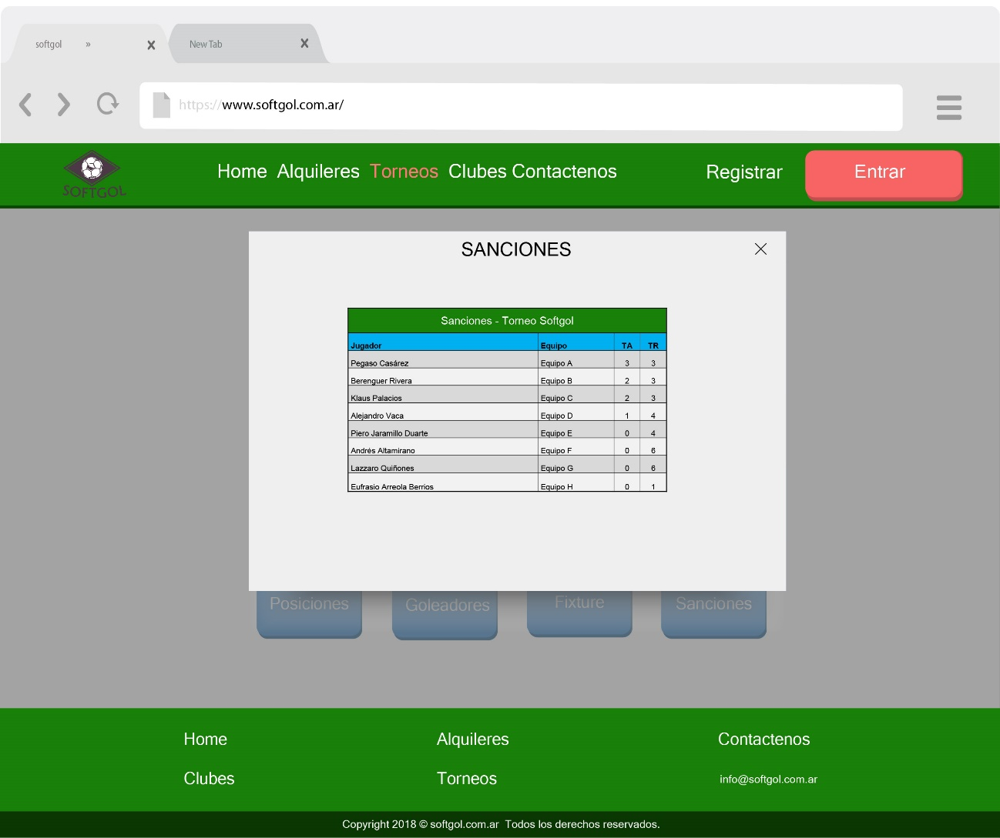 softgol » x New Tab x
https://www.softgol.com.ar/
SOFTGOL Home Alquileres Torneos Clubes Contactenos Registrar Entrar
SANCIONES
Sanciones - Torneo Softgol
Jugador Equipo TA TR
Pegaso Casárez Equipo A 3 3
Berenguer Rivera Equipo B 2 3
Klaus Palacios Equipo C 2 3
Alejandro Vaca Equipo D 1 4
Piero Jaramillo Duarte Equipo E 0 4
Andrés Altamirano Equipo F 0 6
Lazzaro Quiñones Equipo G 0 6
Eufrasio Arreola Berrios Equipo H 0 1
Posiciones Goleadores Fixture Sanciones
Home Alquileres Contactenos
Clubes Torneos info@softgol.com.ar
Copyright 2018 © softgol.com.ar Todos los derechos reservados.